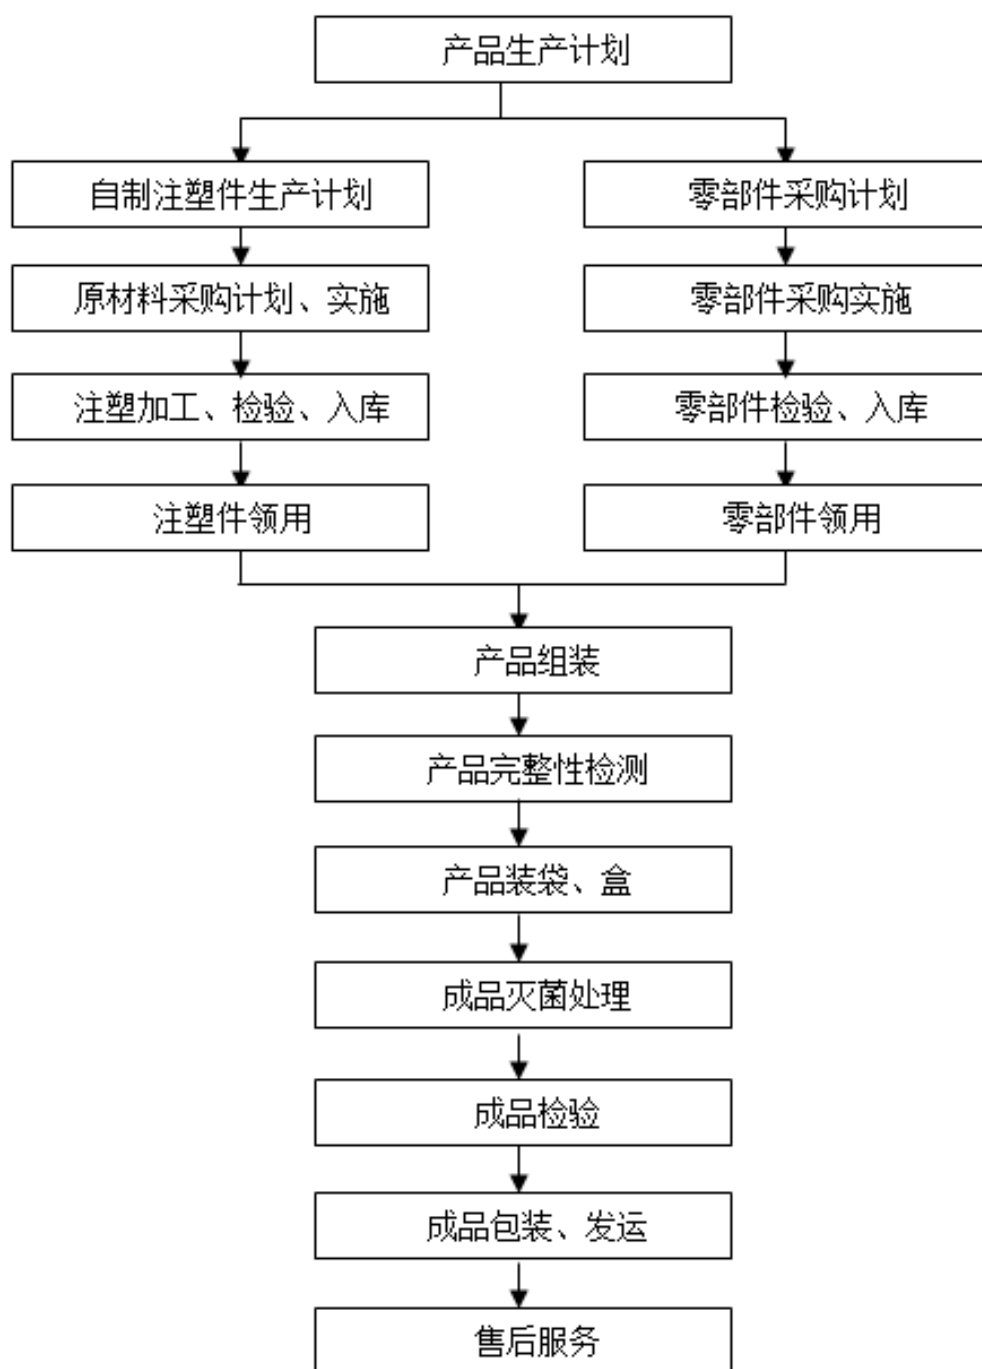 产品生产计划
自制注塑件生产计划
零部件采购计划
原材料采购计划、实施
零部件采购实施
注塑加工、检验、入库
零部件检验、入库
注塑件领用
零部件领用
产品组装
产品完整性检测
产品装袋、盒
成品灭菌处理
成品检验
成品包装、发运
售后服务